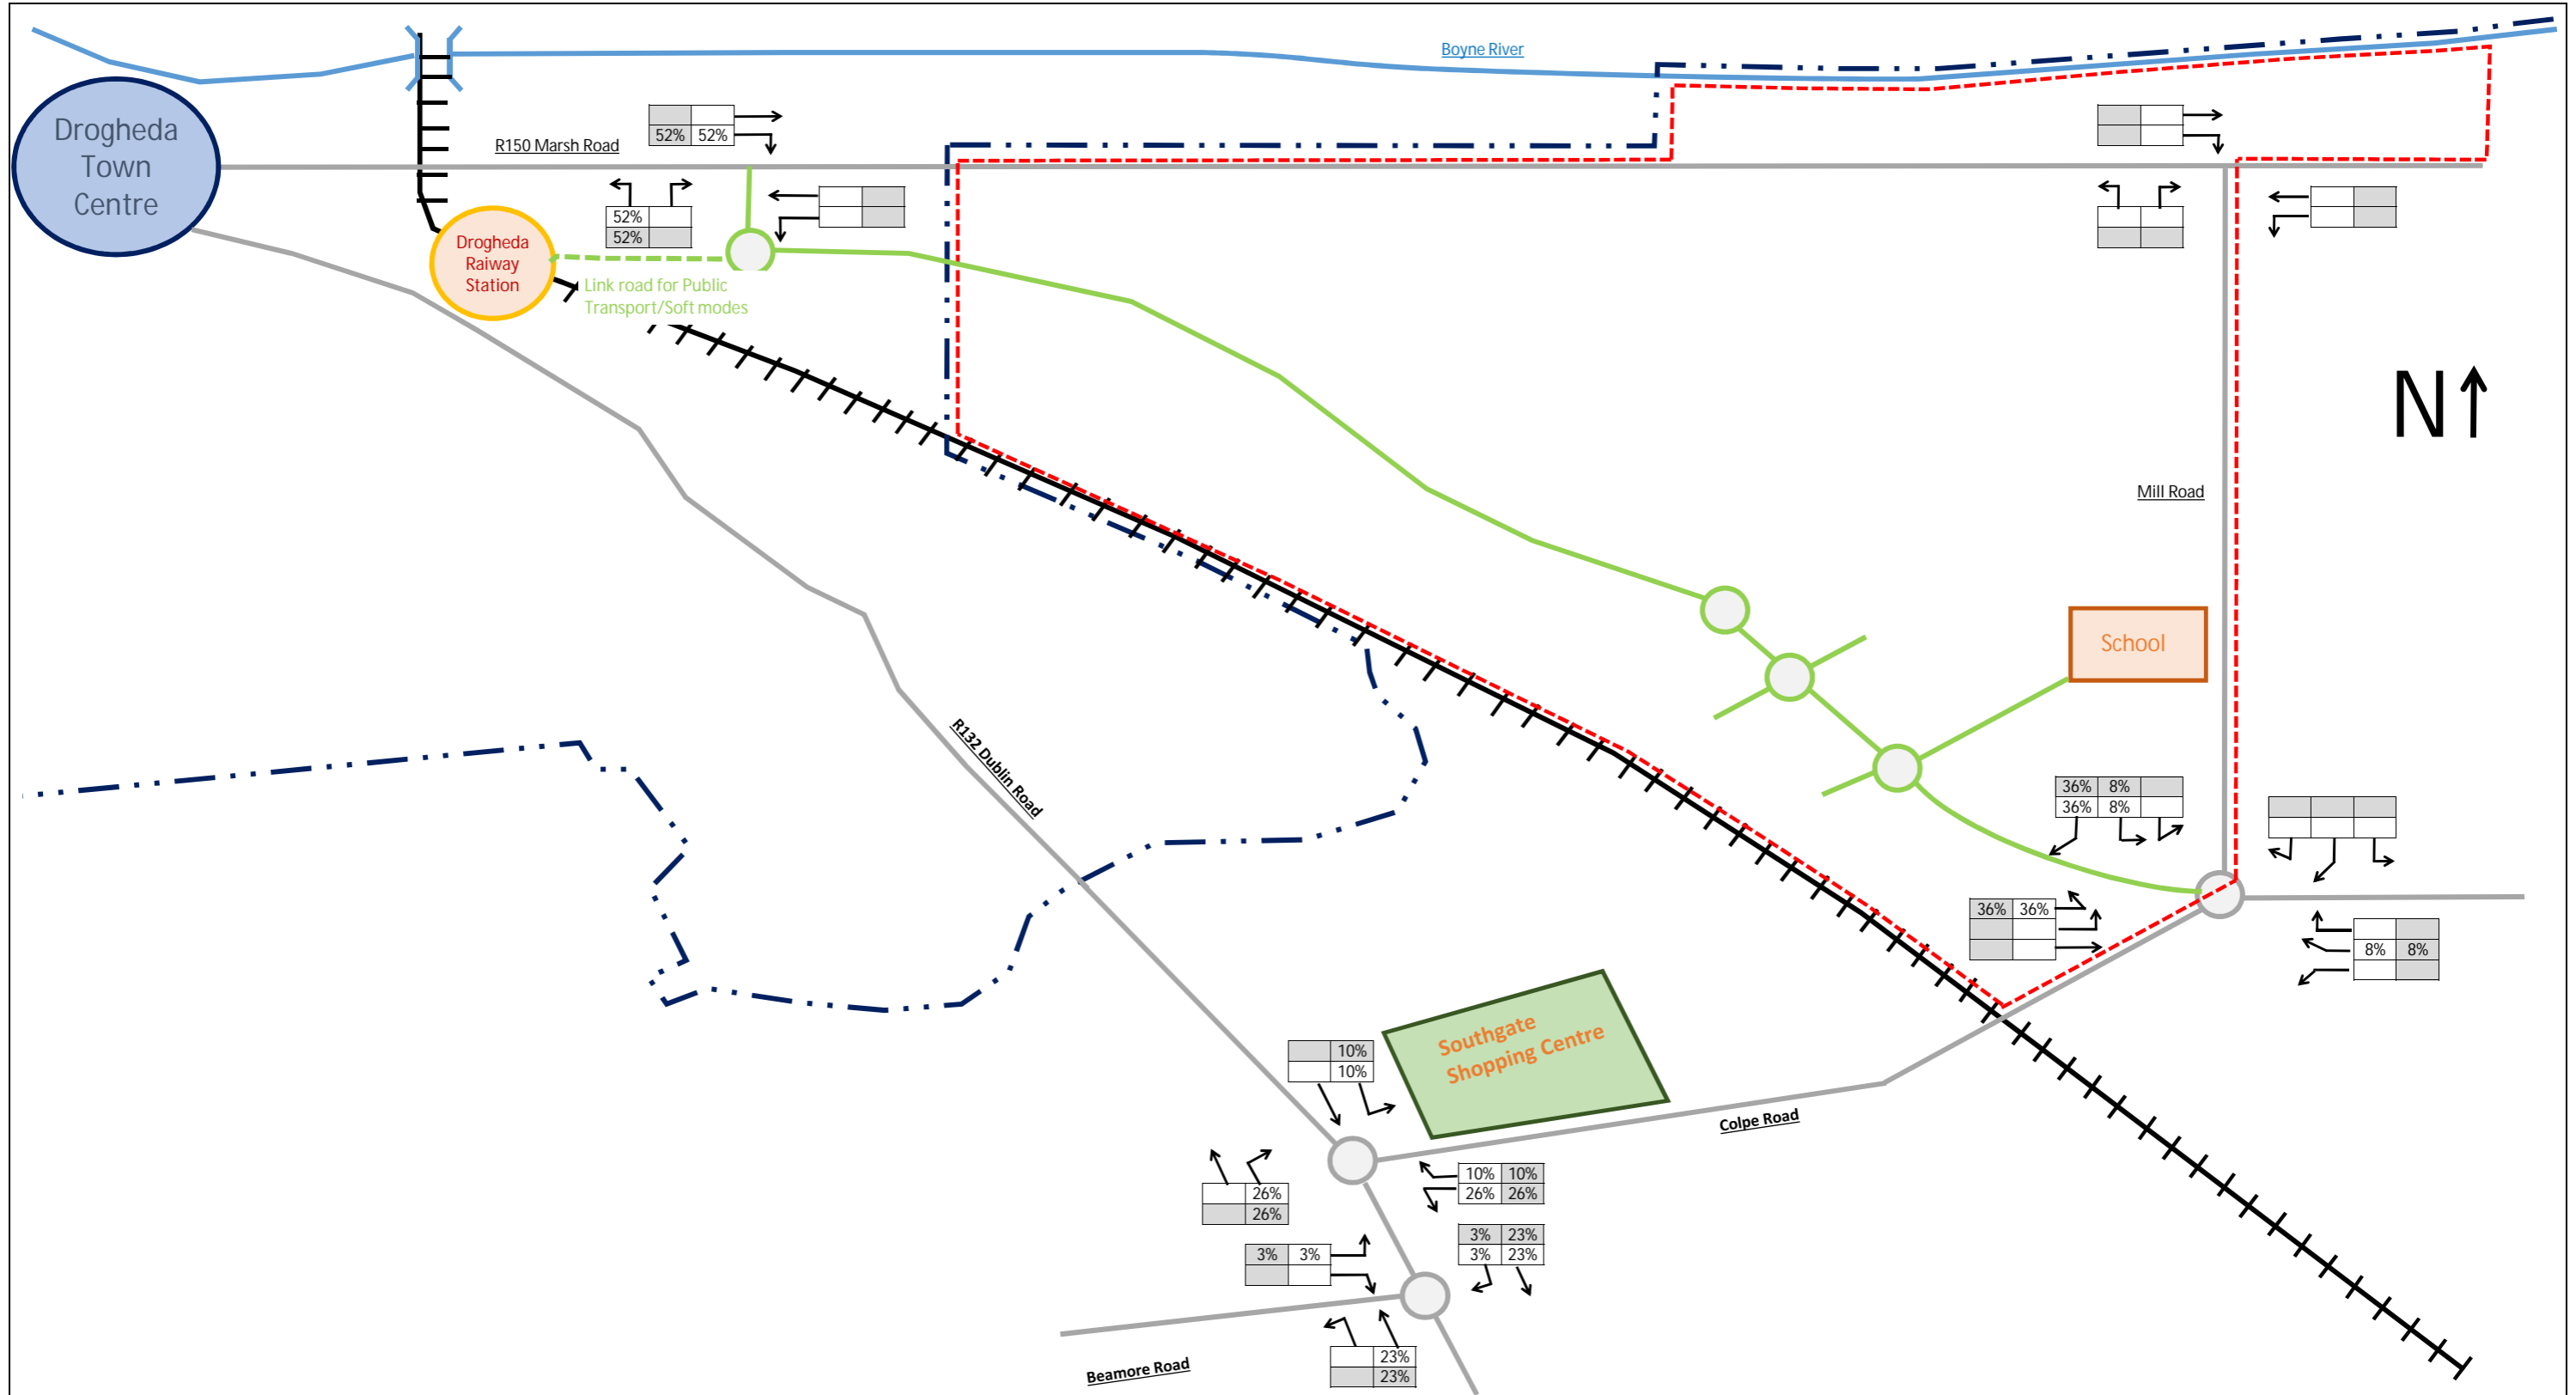 Boyne River
Drogheda
Town
Centre
52% 52%
R150 Marsh Road
52%
52%
Drogheda
Raiway
Station
Link road for Public
Transport/Soft modes
N
Mill Road
School
R132 Dublin Road
36% 8%
36% 8%
36% 36%
8% 8%
Southgate
Shopping Centre
10%
10%
Colpe Road
10% 10%
26% 26%
26%
26%
3% 23%
3% 23%
3% 3%
23%
23%
Beamore Road